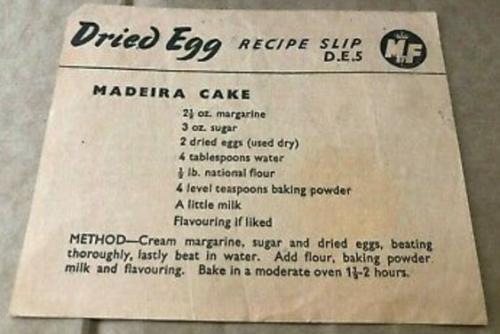 Dried Egg RECIPE SLIP
D.E.5
MF
MADEIRA CAKE
2½ oz. margarine
3 oz. sugar
2 dried eggs (used dry)
4 tablespoons water
½ lb. national flour
4 level teaspoons baking powder
A little milk
Flavouring if liked
METHOD—Cream margarine, sugar and dried eggs, beating
thoroughly, lastly beat in water. Add flour, baking powder
milk and flavouring. Bake in a moderate oven 1½-2 hours.